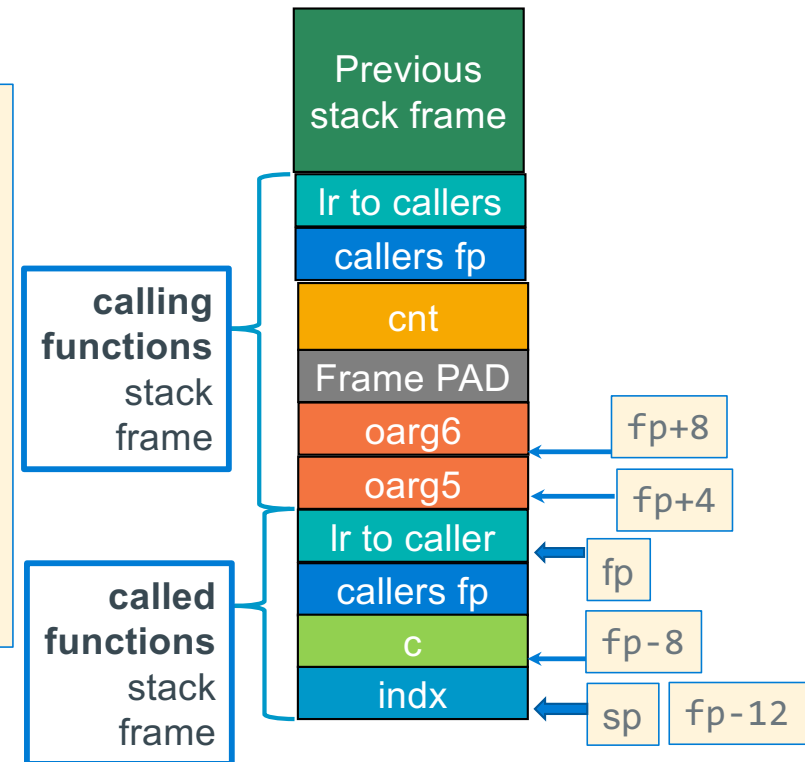 Previous
stack frame
lr to callers
callers fp
cnt
Frame PAD
oarg6
oarg5
lr to caller
callers fp
c
indx
calling
functions
stack
frame
called
functions
stack
frame
fp+8
fp+4
fp
fp-8
sp
fp-12